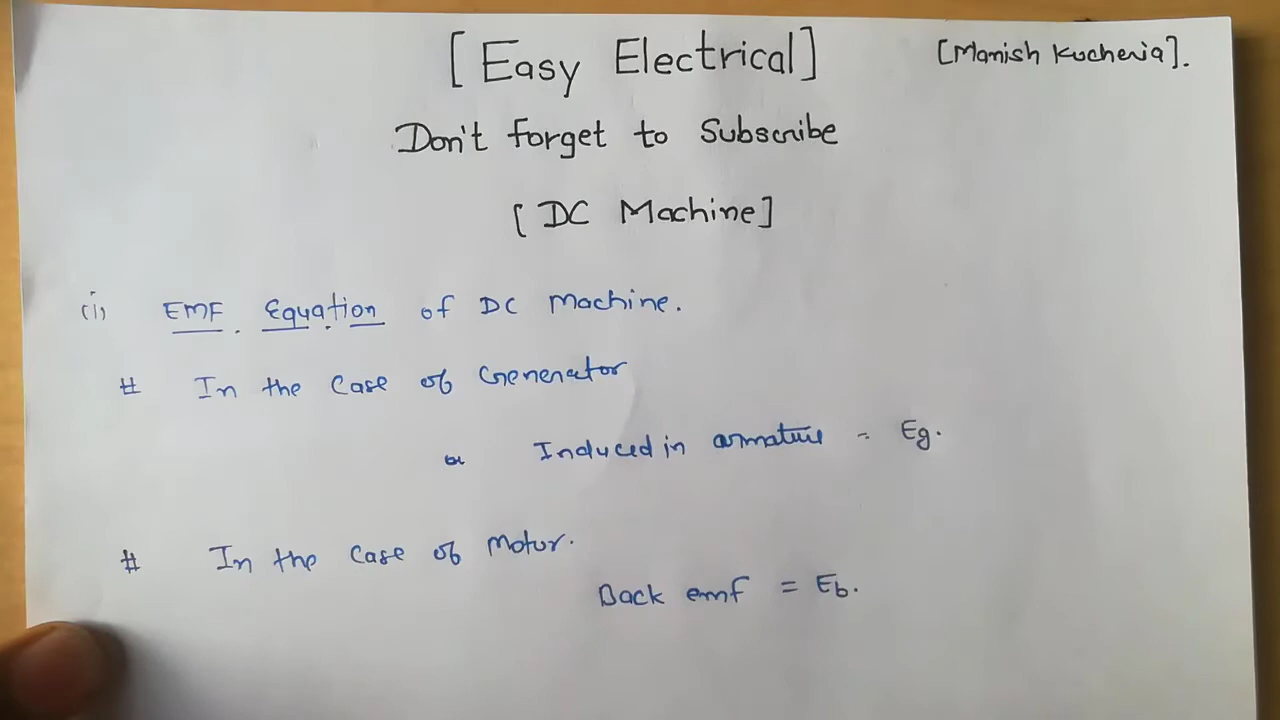 [Easy Electrical]
[Manish Kucheria].
Don't forget to Subscribe
[DC Machine]
(i) EMF Equation of DC Machine.
# In the Case of Generator
or Induced in armature = Eg.
# In the Case of Motor.
Back emf = Eb.